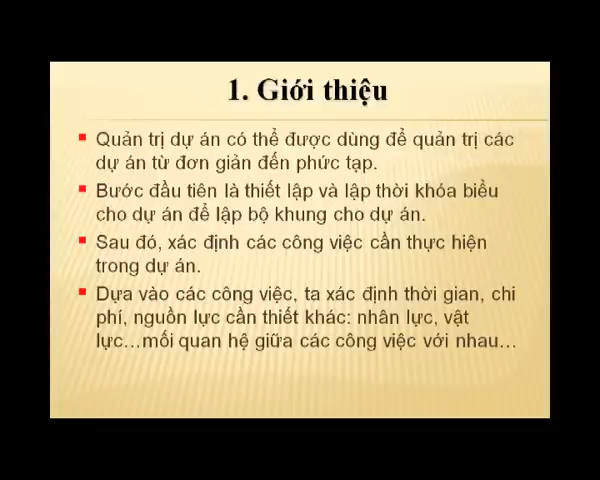 1. Giới thiệu
Quản trị dự án có thể được dùng để quản trị các
dự án từ đơn giản đến phức tạp.
Bước đầu tiên là thiết lập và lập thời khóa biểu
cho dự án để lập bộ khung cho dự án.
Sau đó, xác định các công việc cần thực hiện
trong dự án.
Dựa vào các công việc, ta xác định thời gian, chi
phí, nguồn lực cần thiết khác: nhân lực, vật
lực...mối quan hệ giữa các công việc với nhau...